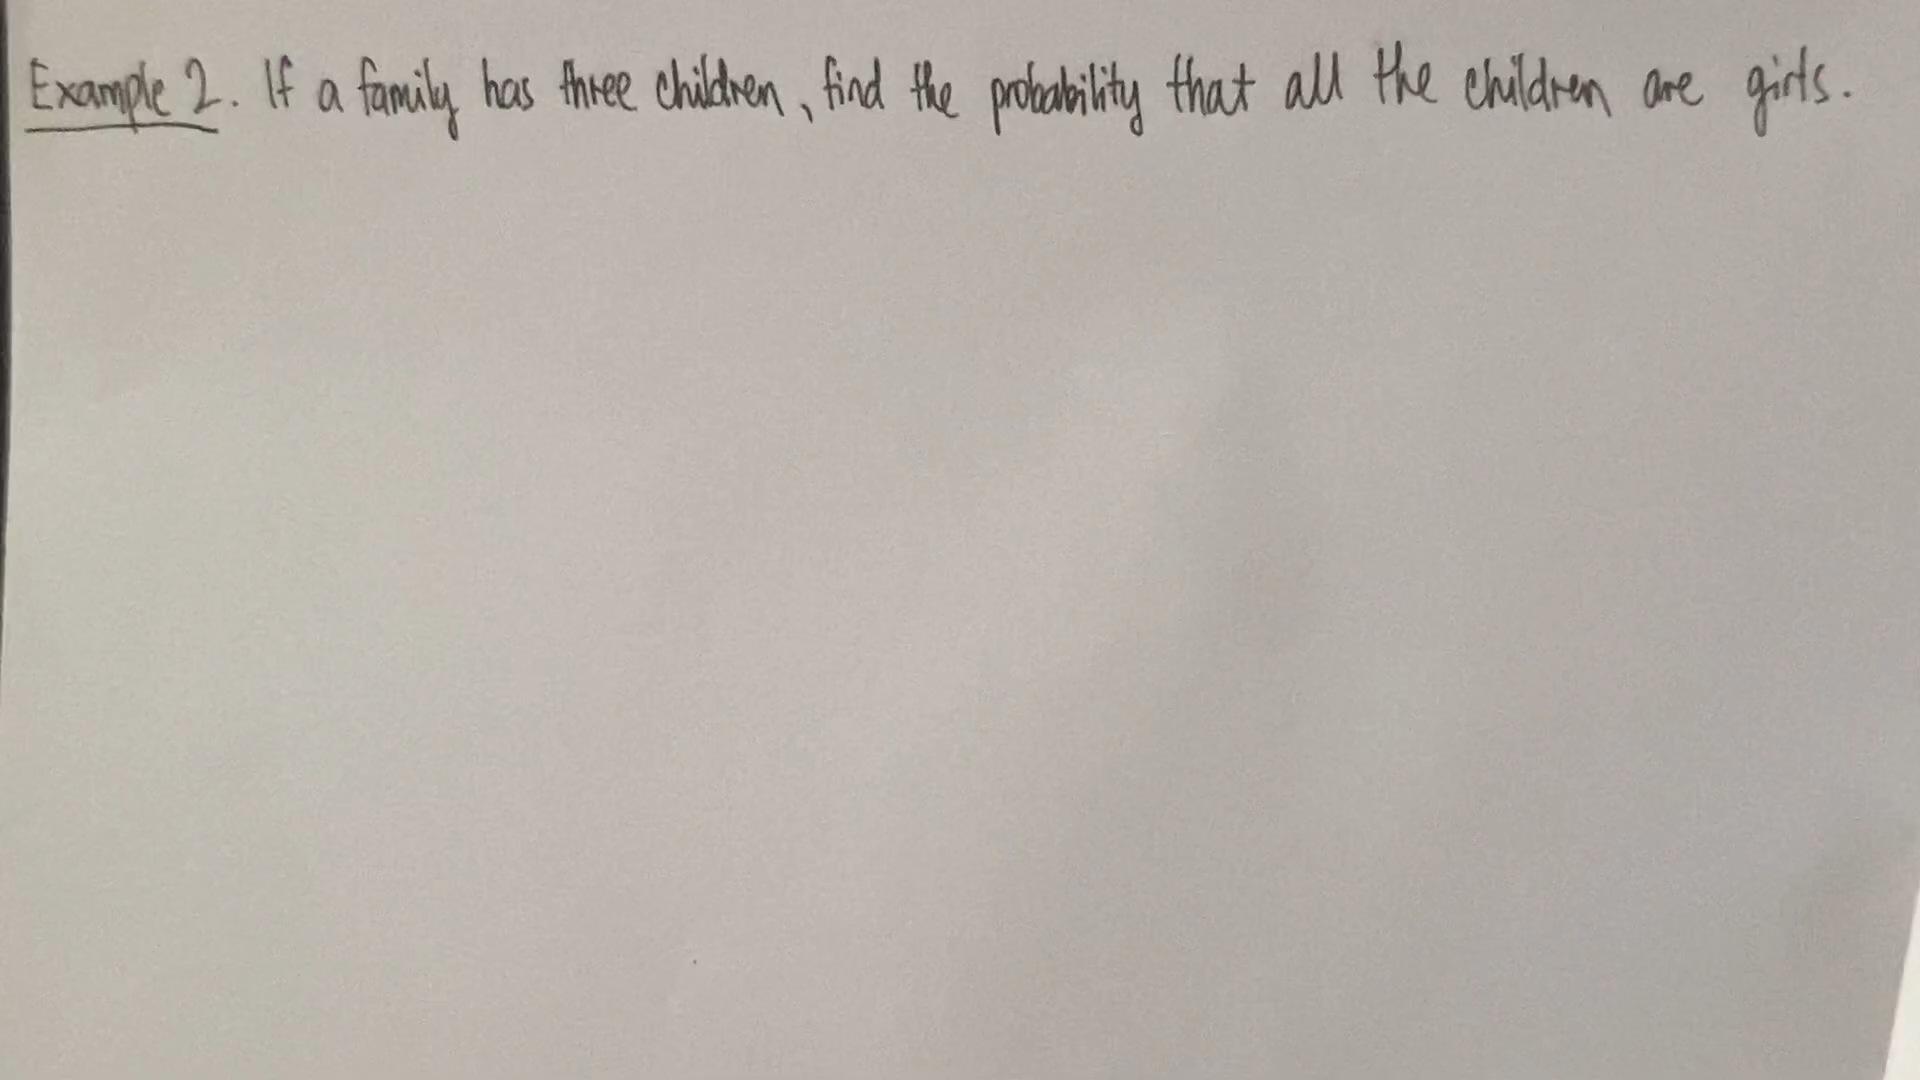 Example 2. If a family has three children, find the probability that all the children are girls.